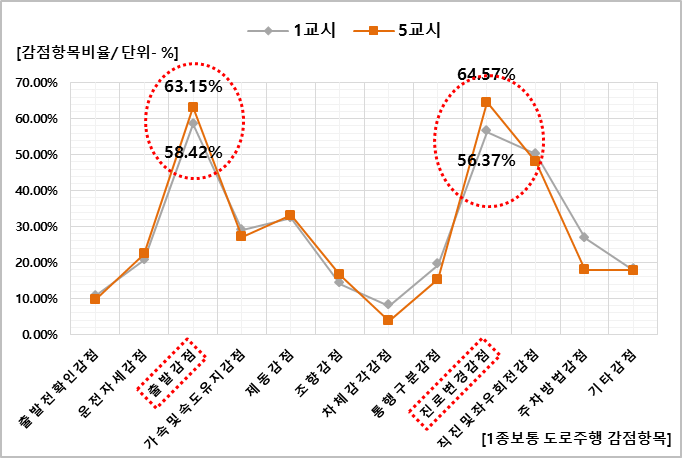 1교시 5교시
[감점항목비율/ 단위- %]
70.00%
60.00%
50.00%
40.00%
30.00%
20.00%
10.00%
0.00%
63.15%
58.42%
64.57%
56.37%
출발전확인감점
운전자세감점
출발감점
가속및속도유지감점
제동감점
조향감점
차체감각감점
통행구분감점
진로변경감점
직진및좌우회전감점
주차방법감점
기타감점
[1종보통 도로주행 감점항목]